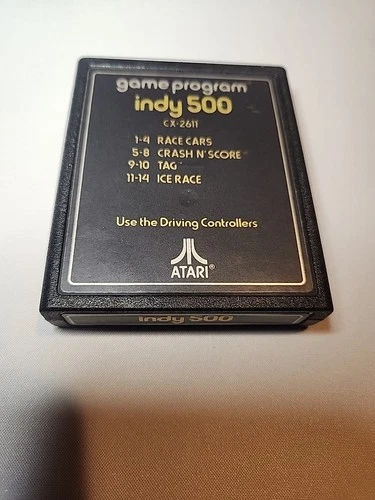 game program
indy 500
CX-2611
1-4 RACE CARS
5-8 CRASH N' SCORE
9-10 TAG
11-14 ICE RACE
Use the Driving Controllers
ATARI®
indy 500